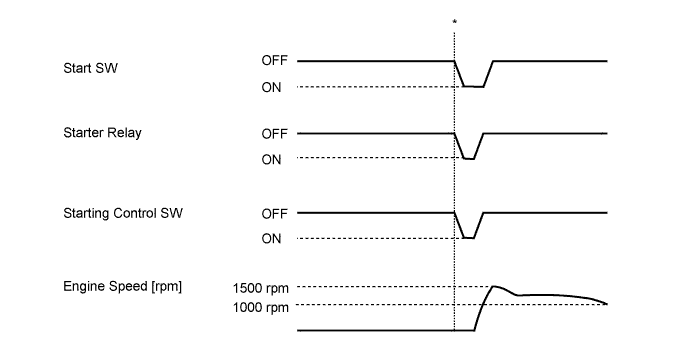 *
Start SW
OFF
ON
Starter Relay
OFF
ON
Starting Control SW
OFF
ON
Engine Speed [rpm]
1500 rpm
1000 rpm